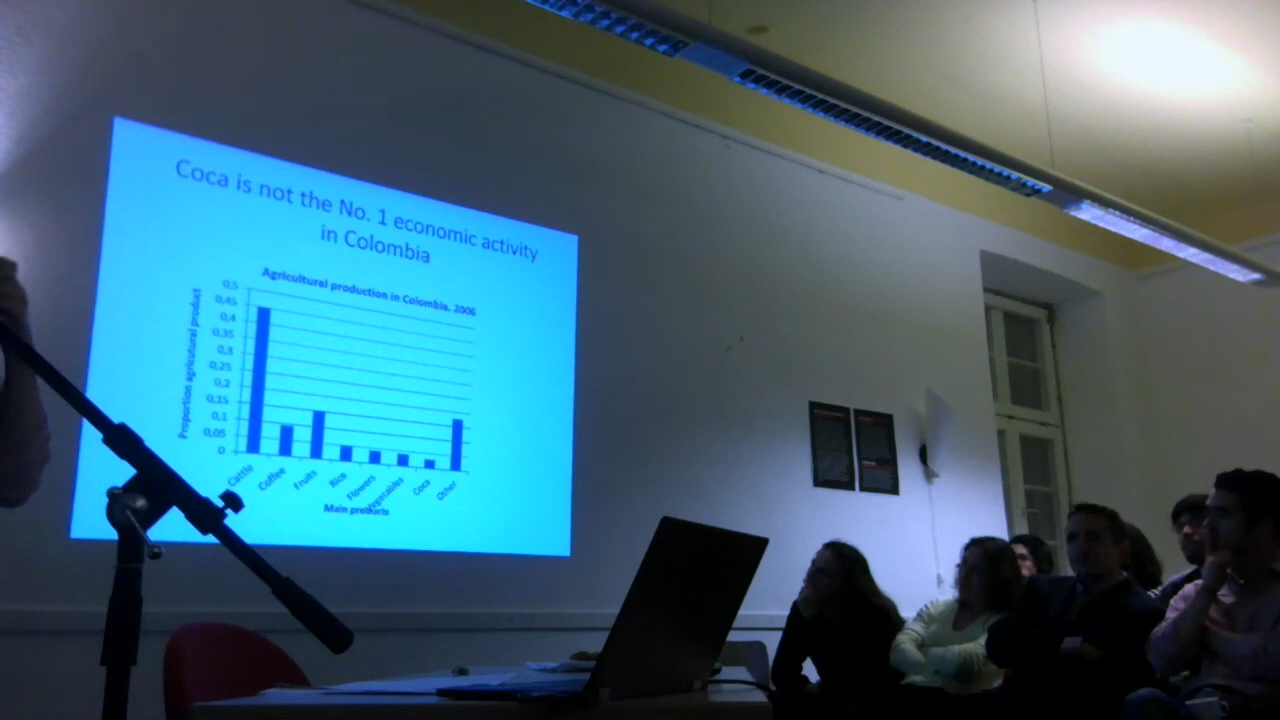 Coca is not the No. 1 economic activity
in Colombia
Agricultural production in Colombia, 2006
Proportion agricutural product
0,5
0,45
0,4
0,35
0,3
0,25
0,2
0,15
0,1
0,05
0
Cattle
Coffee
Fruits
Rice
Flowers
Vegetables
Coca
Other
Main products